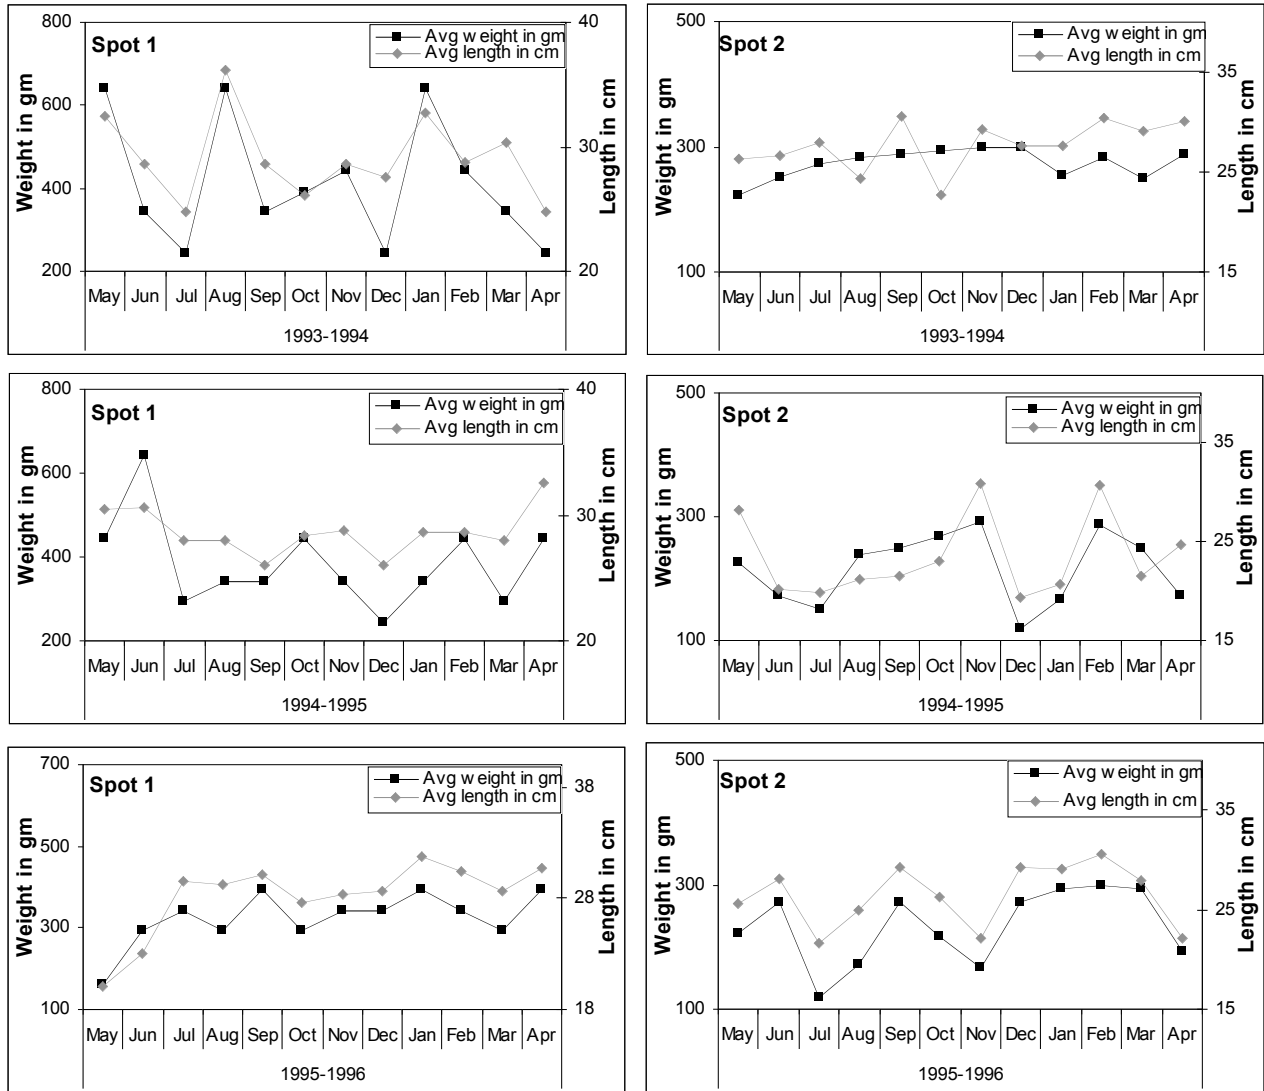 Spot 1
Avg weight in gm
Avg length in cm
Weight in gm
Length in cm
800
600
400
200
40
30
20
May Jun Jul Aug Sep Oct Nov Dec Jan Feb Mar Apr
1993-1994
Spot 2
Avg weight in gm
Avg length in cm
Weight in gm
Length in cm
500
300
100
35
25
15
May Jun Jul Aug Sep Oct Nov Dec Jan Feb Mar Apr
1993-1994
Spot 1
Avg weight in gm
Avg length in cm
Weight in gm
Length in cm
800
600
400
200
40
30
20
May Jun Jul Aug Sep Oct Nov Dec Jan Feb Mar Apr
1994-1995
Spot 2
Avg weight in gm
Avg length in cm
Weight in gm
Length in cm
500
300
100
35
25
15
May Jun Jul Aug Sep Oct Nov Dec Jan Feb Mar Apr
1994-1995
Spot 1
Avg weight in gm
Avg length in cm
Weight in gm
Length in cm
700
500
300
100
38
28
18
May Jun Jul Aug Sep Oct Nov Dec Jan Feb Mar Apr
1995-1996
Spot 2
Avg weight in gm
Avg length in cm
Weight in gm
Length in cm
500
300
100
35
25
15
May Jun Jul Aug Sep Oct Nov Dec Jan Feb Mar Apr
1995-1996